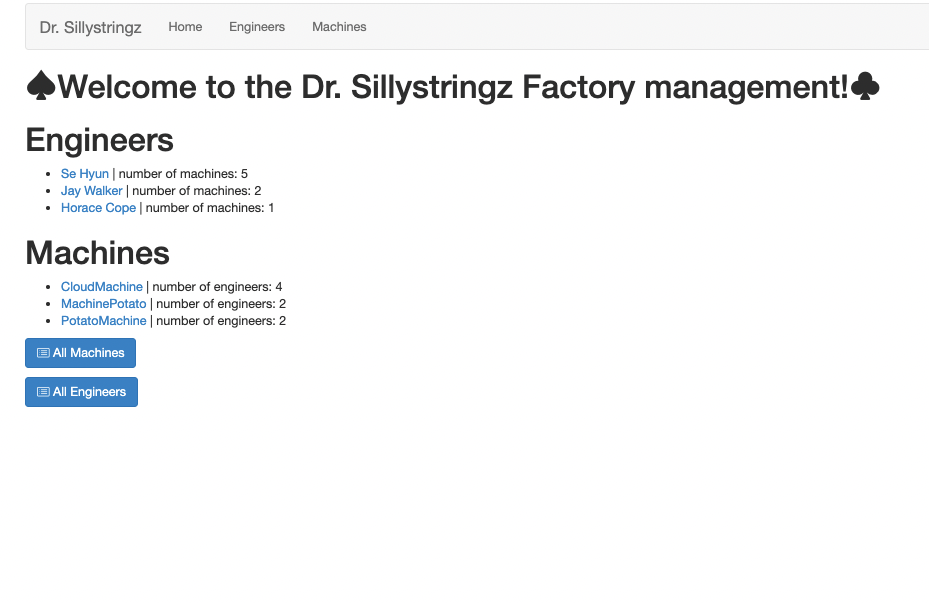 Dr. Sillystringz Home Engineers Machines
♠Welcome to the Dr. Sillystringz Factory management!♣
Engineers
• Se Hyun | number of machines: 5
• Jay Walker | number of machines: 2
• Horace Cope | number of machines: 1
Machines
• CloudMachine | number of engineers: 4
• MachinePotato | number of engineers: 2
• PotatoMachine | number of engineers: 2
All Machines
All Engineers